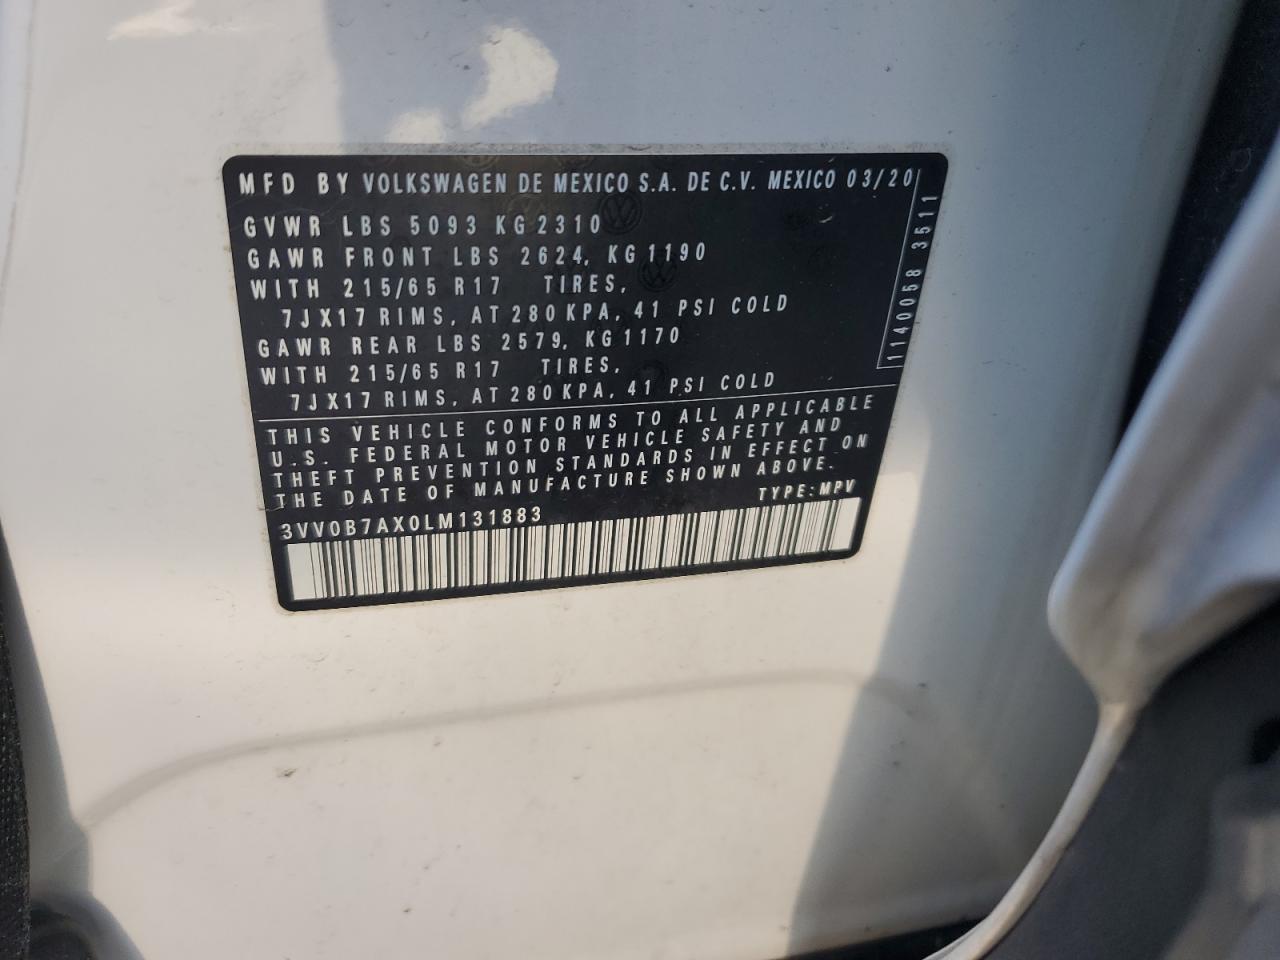 MFD BY VOLKSWAGEN DE MEXICO S.A. DE C.V. MEXICO 03/20
GVWR LBS 5093 KG 2310
GAWR FRONT LBS 2624, KG 1190
WITH 215/65 R17 TIRES,
7JX17 RIMS, AT 280 KPA, 41 PSI COLD
GAWR REAR LBS 2579, KG 1170
WITH 215/65 R17 TIRES,
7JX17 RIMS, AT 280 KPA, 41 PSI COLD
1140058 3511
THIS VEHICLE CONFORMS TO ALL APPLICABLE
U.S. FEDERAL MOTOR VEHICLE SAFETY AND
THEFT PREVENTION STANDARDS IN EFFECT ON
THE DATE OF MANUFACTURE SHOWN ABOVE.
TYPE: MPV
3VV0B7AX0LM131883